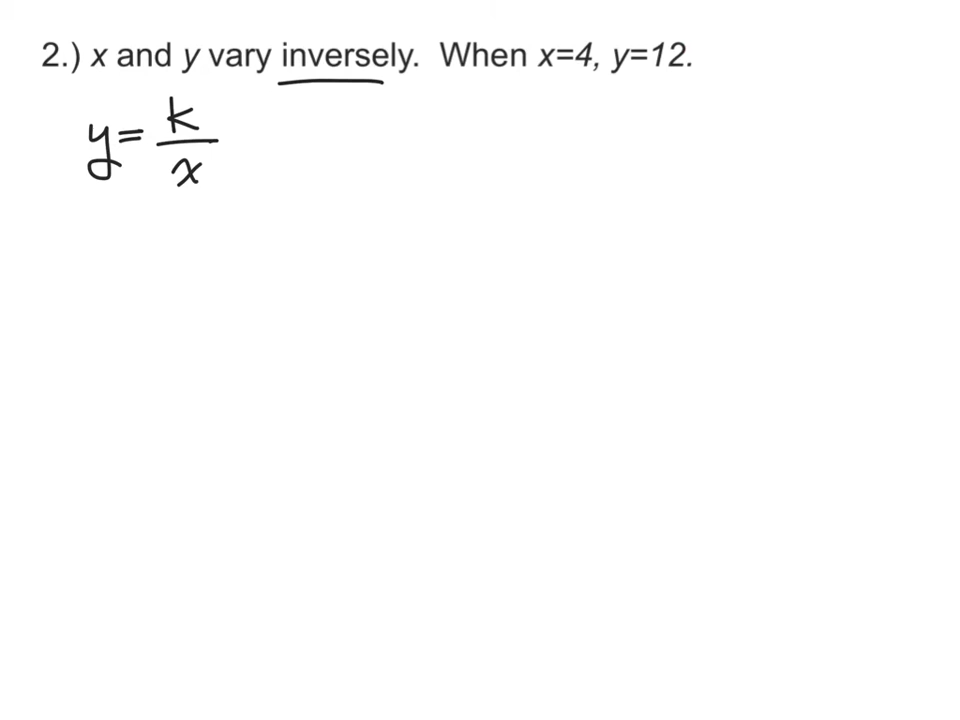 2.) x and y vary inversely. When x=4, y=12.
y = k/x